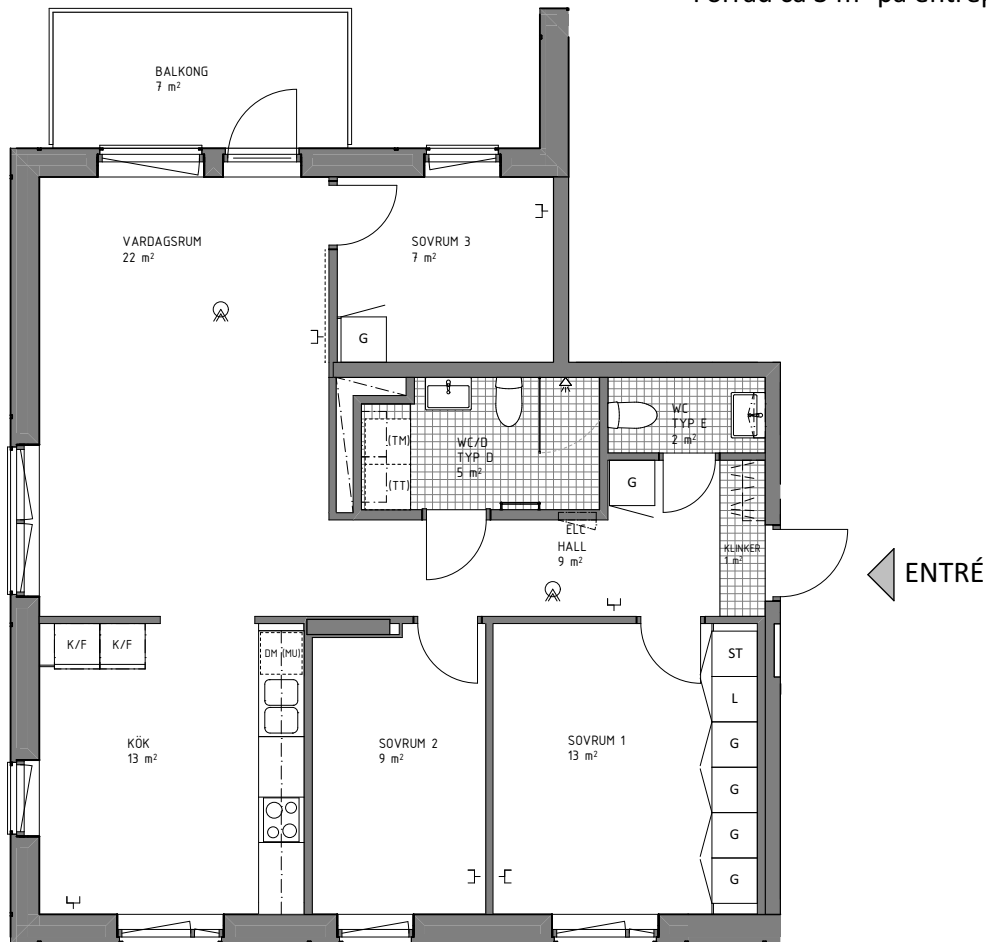 BALKONG
7 m²
VARDAGSRUM
22 m²
SOVRUM 3
7 m²
G
WC/D
TYP D
5 m²
(TM)
(TT)
WC
TYP E
2 m²
G
ELC
HALL
9 m²
KLINKER
1 m²
ENTRÉ
K/F
K/F
DM (MU)
KÖK
13 m²
SOVRUM 2
9 m²
SOVRUM 1
13 m²
ST
L
G
G
G
G